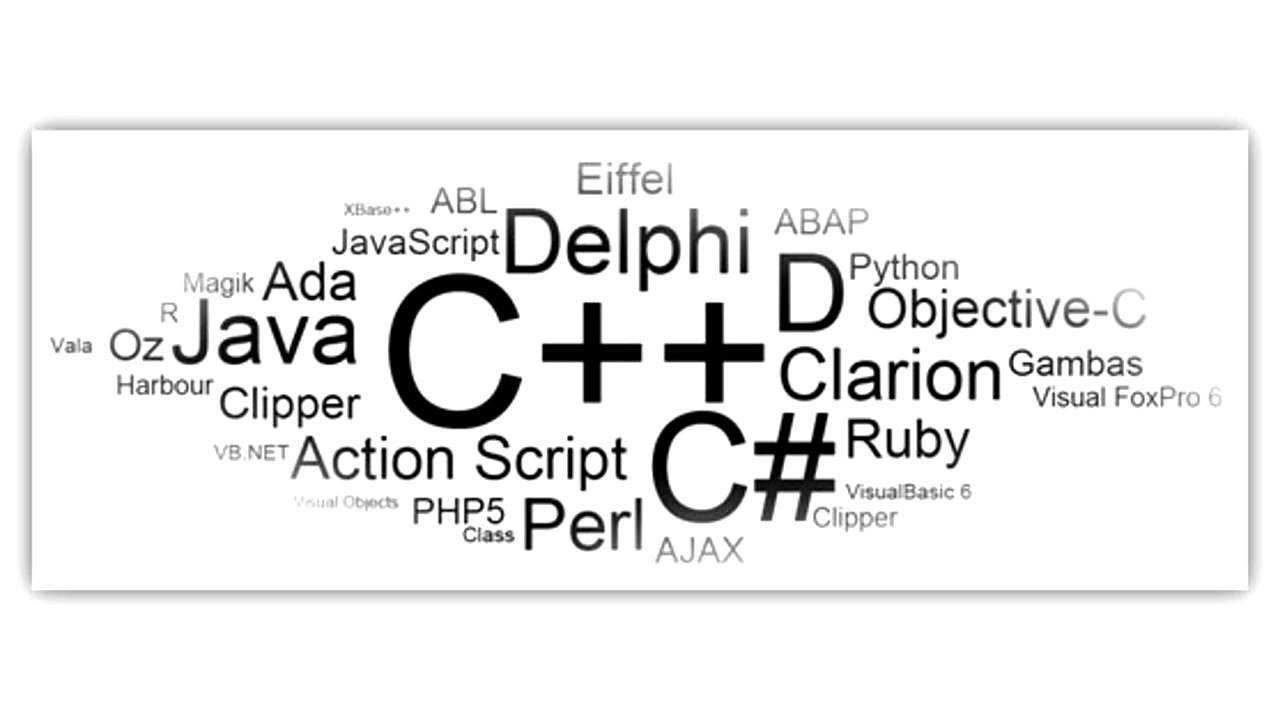 Eiffel
XBase++ ABL
ABAP
JavaScript Delphi
Python
Magik Ada
D
Objective-C
R
Java
C++
Vala Oz
Clarion Gambas
Harbour
Clipper
Visual FoxPro 6
VB.NET Action Script
C# Ruby
Visual Objects
PHP5
VisualBasic 6
Class Perl
Clipper
AJAX